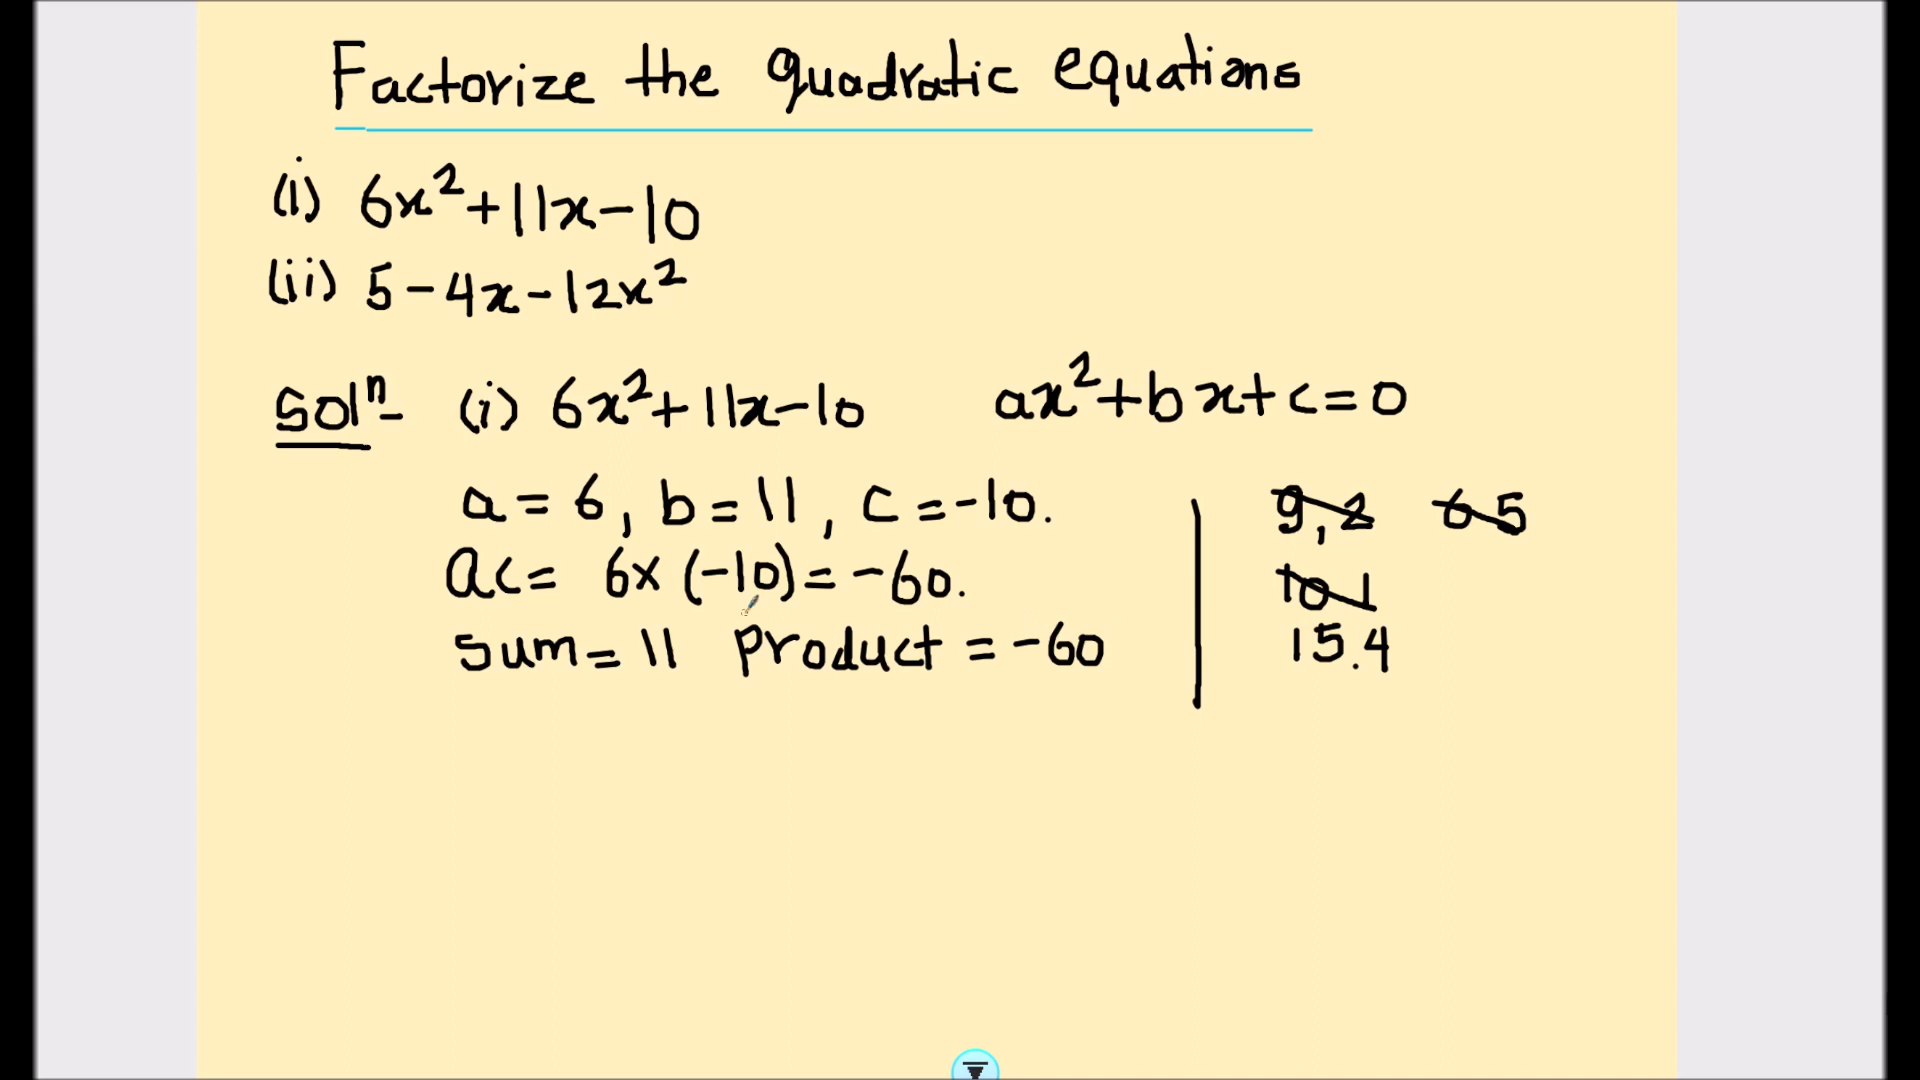 Factorize the quadratic equations
(i) 6x²+11x-10
(ii) 5-4x-12x²
Solⁿ- (i) 6x²+11x-10 ax²+bx+c=0
a=6, b=11, c=-10.
ac= 6x(-10)=-60.
sum=11 product=-60
9,2 6 5
10 1
15.4